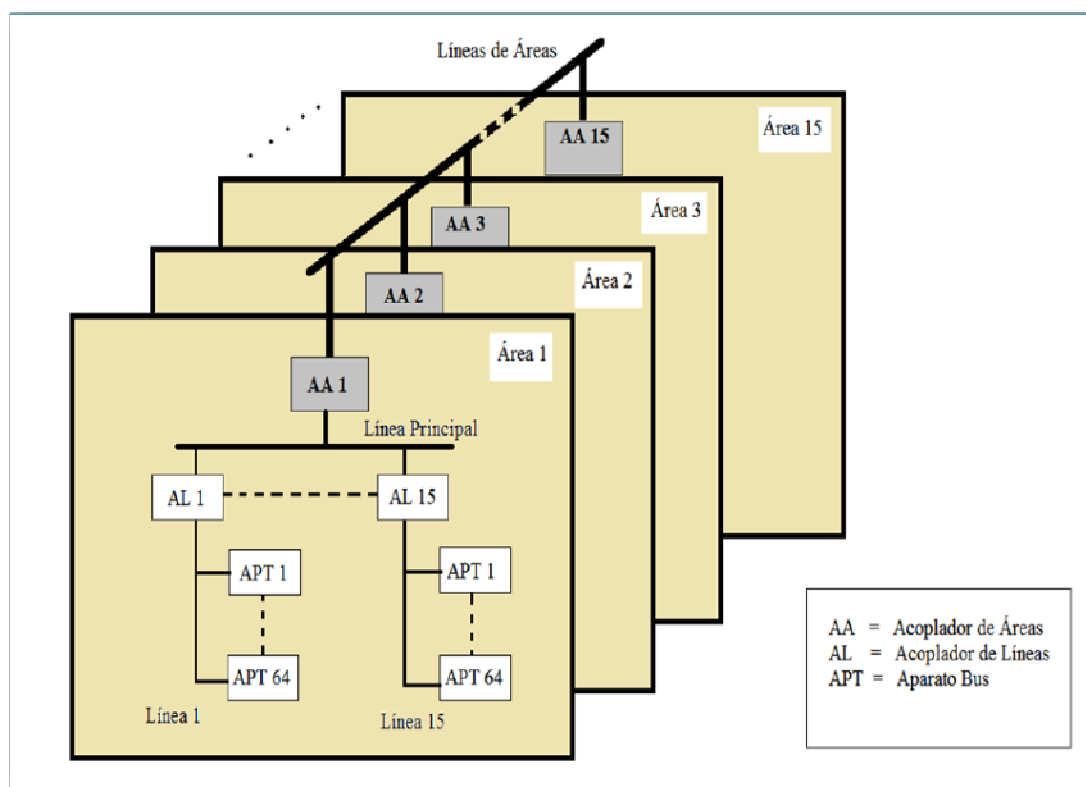 Líneas de Áreas
AA 15
Área 15
AA 3
Área 3
AA 2
Área 2
Área 1
AA 1
Línea Principal
AL 1
AL 15
APT 1
APT 1
APT 64
APT 64
Línea 1
Línea 15
AA = Acoplador de Áreas
AL = Acoplador de Líneas
APT = Aparato Bus